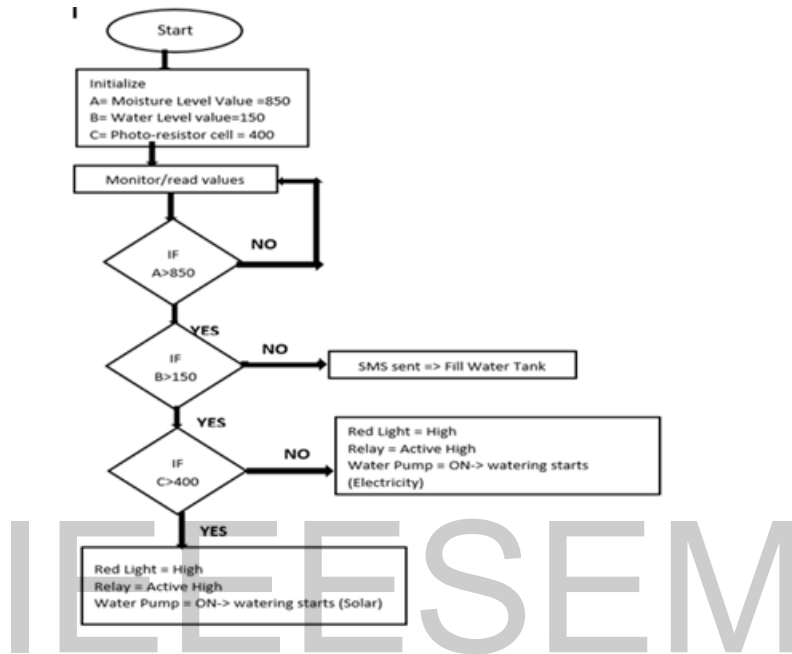 Start
Initialize
A= Moisture Level Value =850
B= Water Level value=150
C= Photo-resistor cell = 400
Monitor/read values
IF
A>850
NO
YES
IF
B>150
NO
SMS sent => Fill Water Tank
YES
IF
C>400
NO
Red Light = High
Relay = Active High
Water Pump = ON-> watering starts
(Electricity)
YES
Red Light = High
Relay = Active High
Water Pump = ON-> watering starts (Solar)
IEEESEM